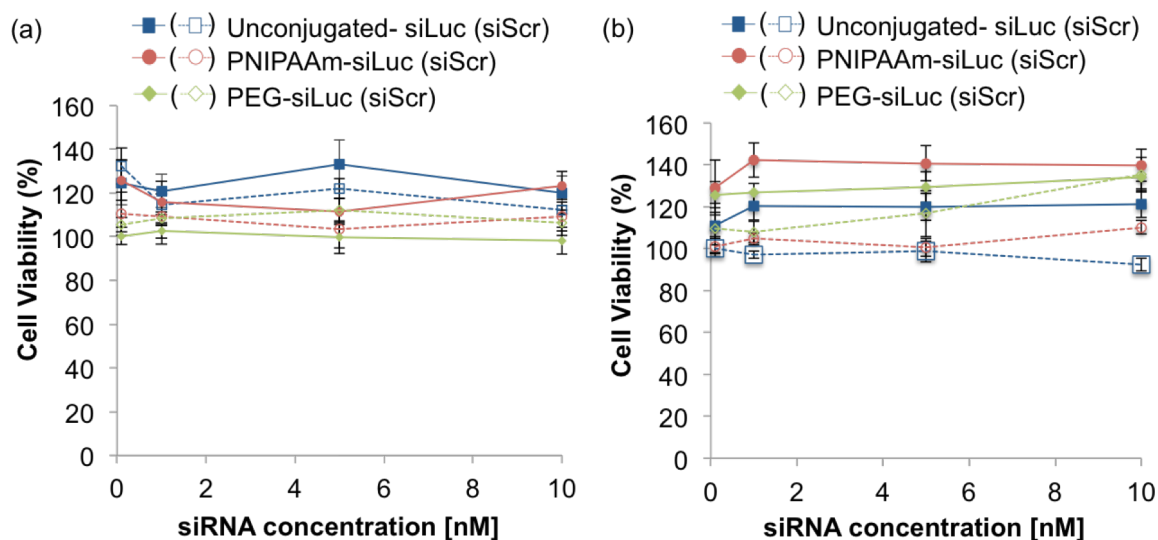 (a)
( ) Unconjugated- siLuc (siScr)
( ) PNIPAAm-siLuc (siScr)
( ) PEG-siLuc (siScr)
160
140
120
100
80
60
40
20
0
Cell Viability (%)
0 2 4 6 8 10
siRNA concentration [nM]
(b)
( ) Unconjugated- siLuc (siScr)
( ) PNIPAAm-siLuc (siScr)
( ) PEG-siLuc (siScr)
160
140
120
100
80
60
40
20
0
Cell Viability (%)
0 2 4 6 8 10
siRNA concentration [nM]